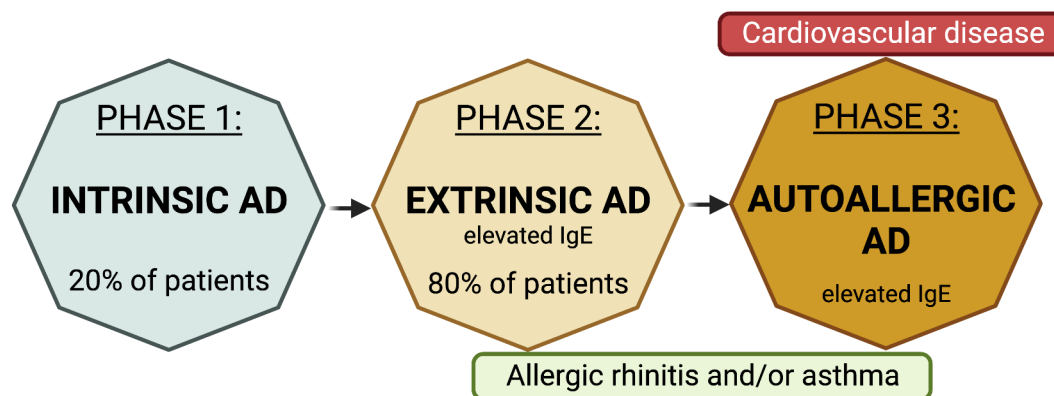 Cardiovascular disease
PHASE 1:
INTRINSIC AD
20% of patients
PHASE 2:
EXTRINSIC AD
elevated IgE
80% of patients
PHASE 3:
AUTOALLERGIC
AD
elevated IgE
Allergic rhinitis and/or asthma